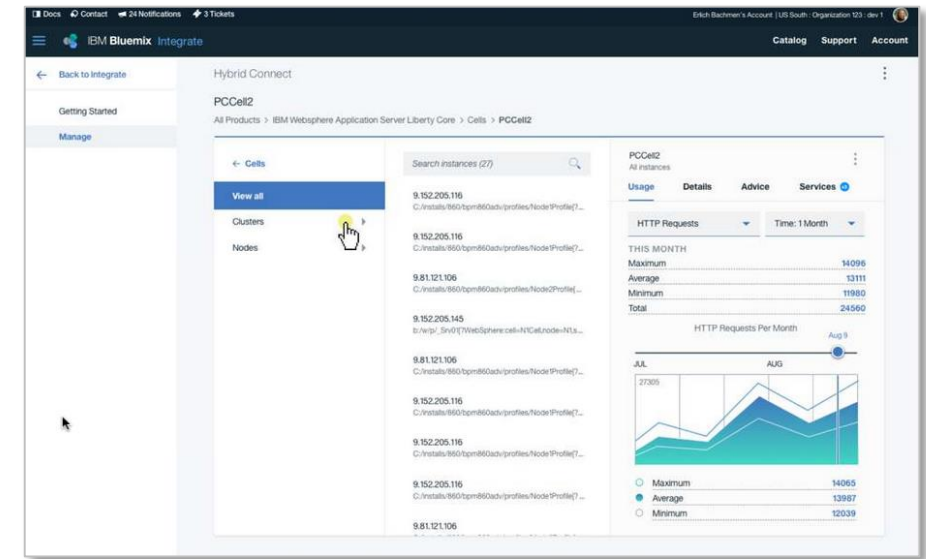 Docs Contact 24 Notifications 3 Tickets
Erlich Bachmen's Account | US South : Organization 123 : dev 1
IBM Bluemix Integrate
Catalog Support Account
← Back to Integrate
Getting Started
Manage
Hybrid Connect
PCCell2
All Products > IBM Websphere Application Server Liberty Core > Cells > PCCell2
← Cells
View all
Clusters
Nodes
Search instances (27)
9.152.205.116
C:/installs/860/bpm860adv/profiles/Node1Profile[?...
9.152.205.116
C:/installs/860/bpm860adv/profiles/Node1Profile[?...
9.81.121.106
C:/installs/860/bpm860adv/profiles/Node2Profile[...
9.152.205.145
9.81.121.106
C:/installs/860/bpm860adv/profiles/Node1Profile[?...
9.152.205.116
C:/installs/860/bpm860adv/profiles/Node1Profile[?...
9.152.205.116
C:/installs/860/bpm860adv/profiles/Node1Profile[?...
9.152.205.116
C:/installs/860/bpm860adv/profiles/Node1Profile[?...
9.81.121.106
PCCell2
All instances
Usage Details Advice Services
HTTP Requests
Time: 1 Month
THIS MONTH
Maximum 14096
Average 13111
Minimum 11980
Total 24560
HTTP Requests Per Month
Aug 9
JUL AUG
27305
Maximum 14065
Average 13987
Minimum 12039